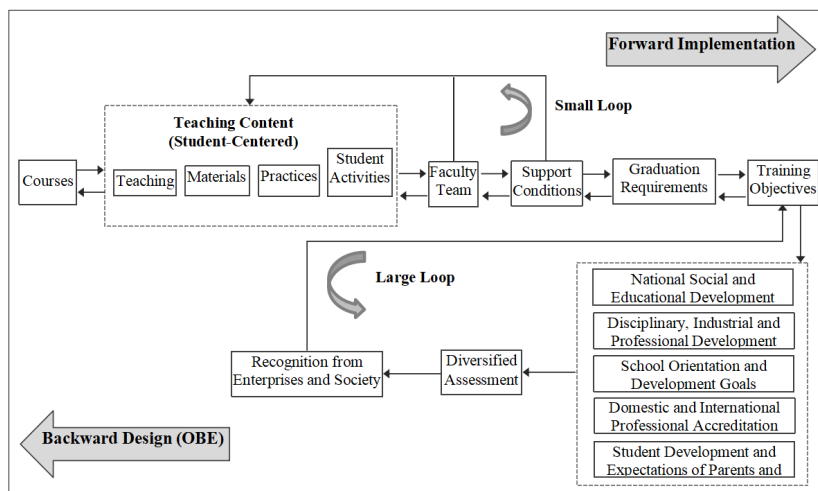 Forward Implementation
Small Loop
Teaching Content
(Student-Centered)
Courses
Teaching
Materials
Practices
Student
Activities
Faculty
Team
Support
Conditions
Graduation
Requirements
Training
Objectives
Large Loop
National Social and
Educational Development
Disciplinary, Industrial and
Professional Development
School Orientation and
Development Goals
Domestic and International
Professional Accreditation
Student Development and
Expectations of Parents and
Diversified
Assessment
Recognition from
Enterprises and Society
Backward Design (OBE)